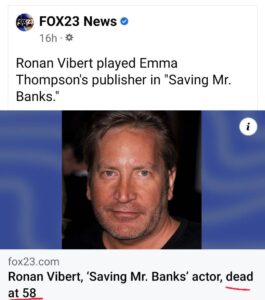 FOX23 News
16h
Ronan Vibert played Emma
Thompson's publisher in "Saving Mr.
Banks."
i
fox23.com
Ronan Vibert, ‘Saving Mr. Banks’ actor, dead
at 58